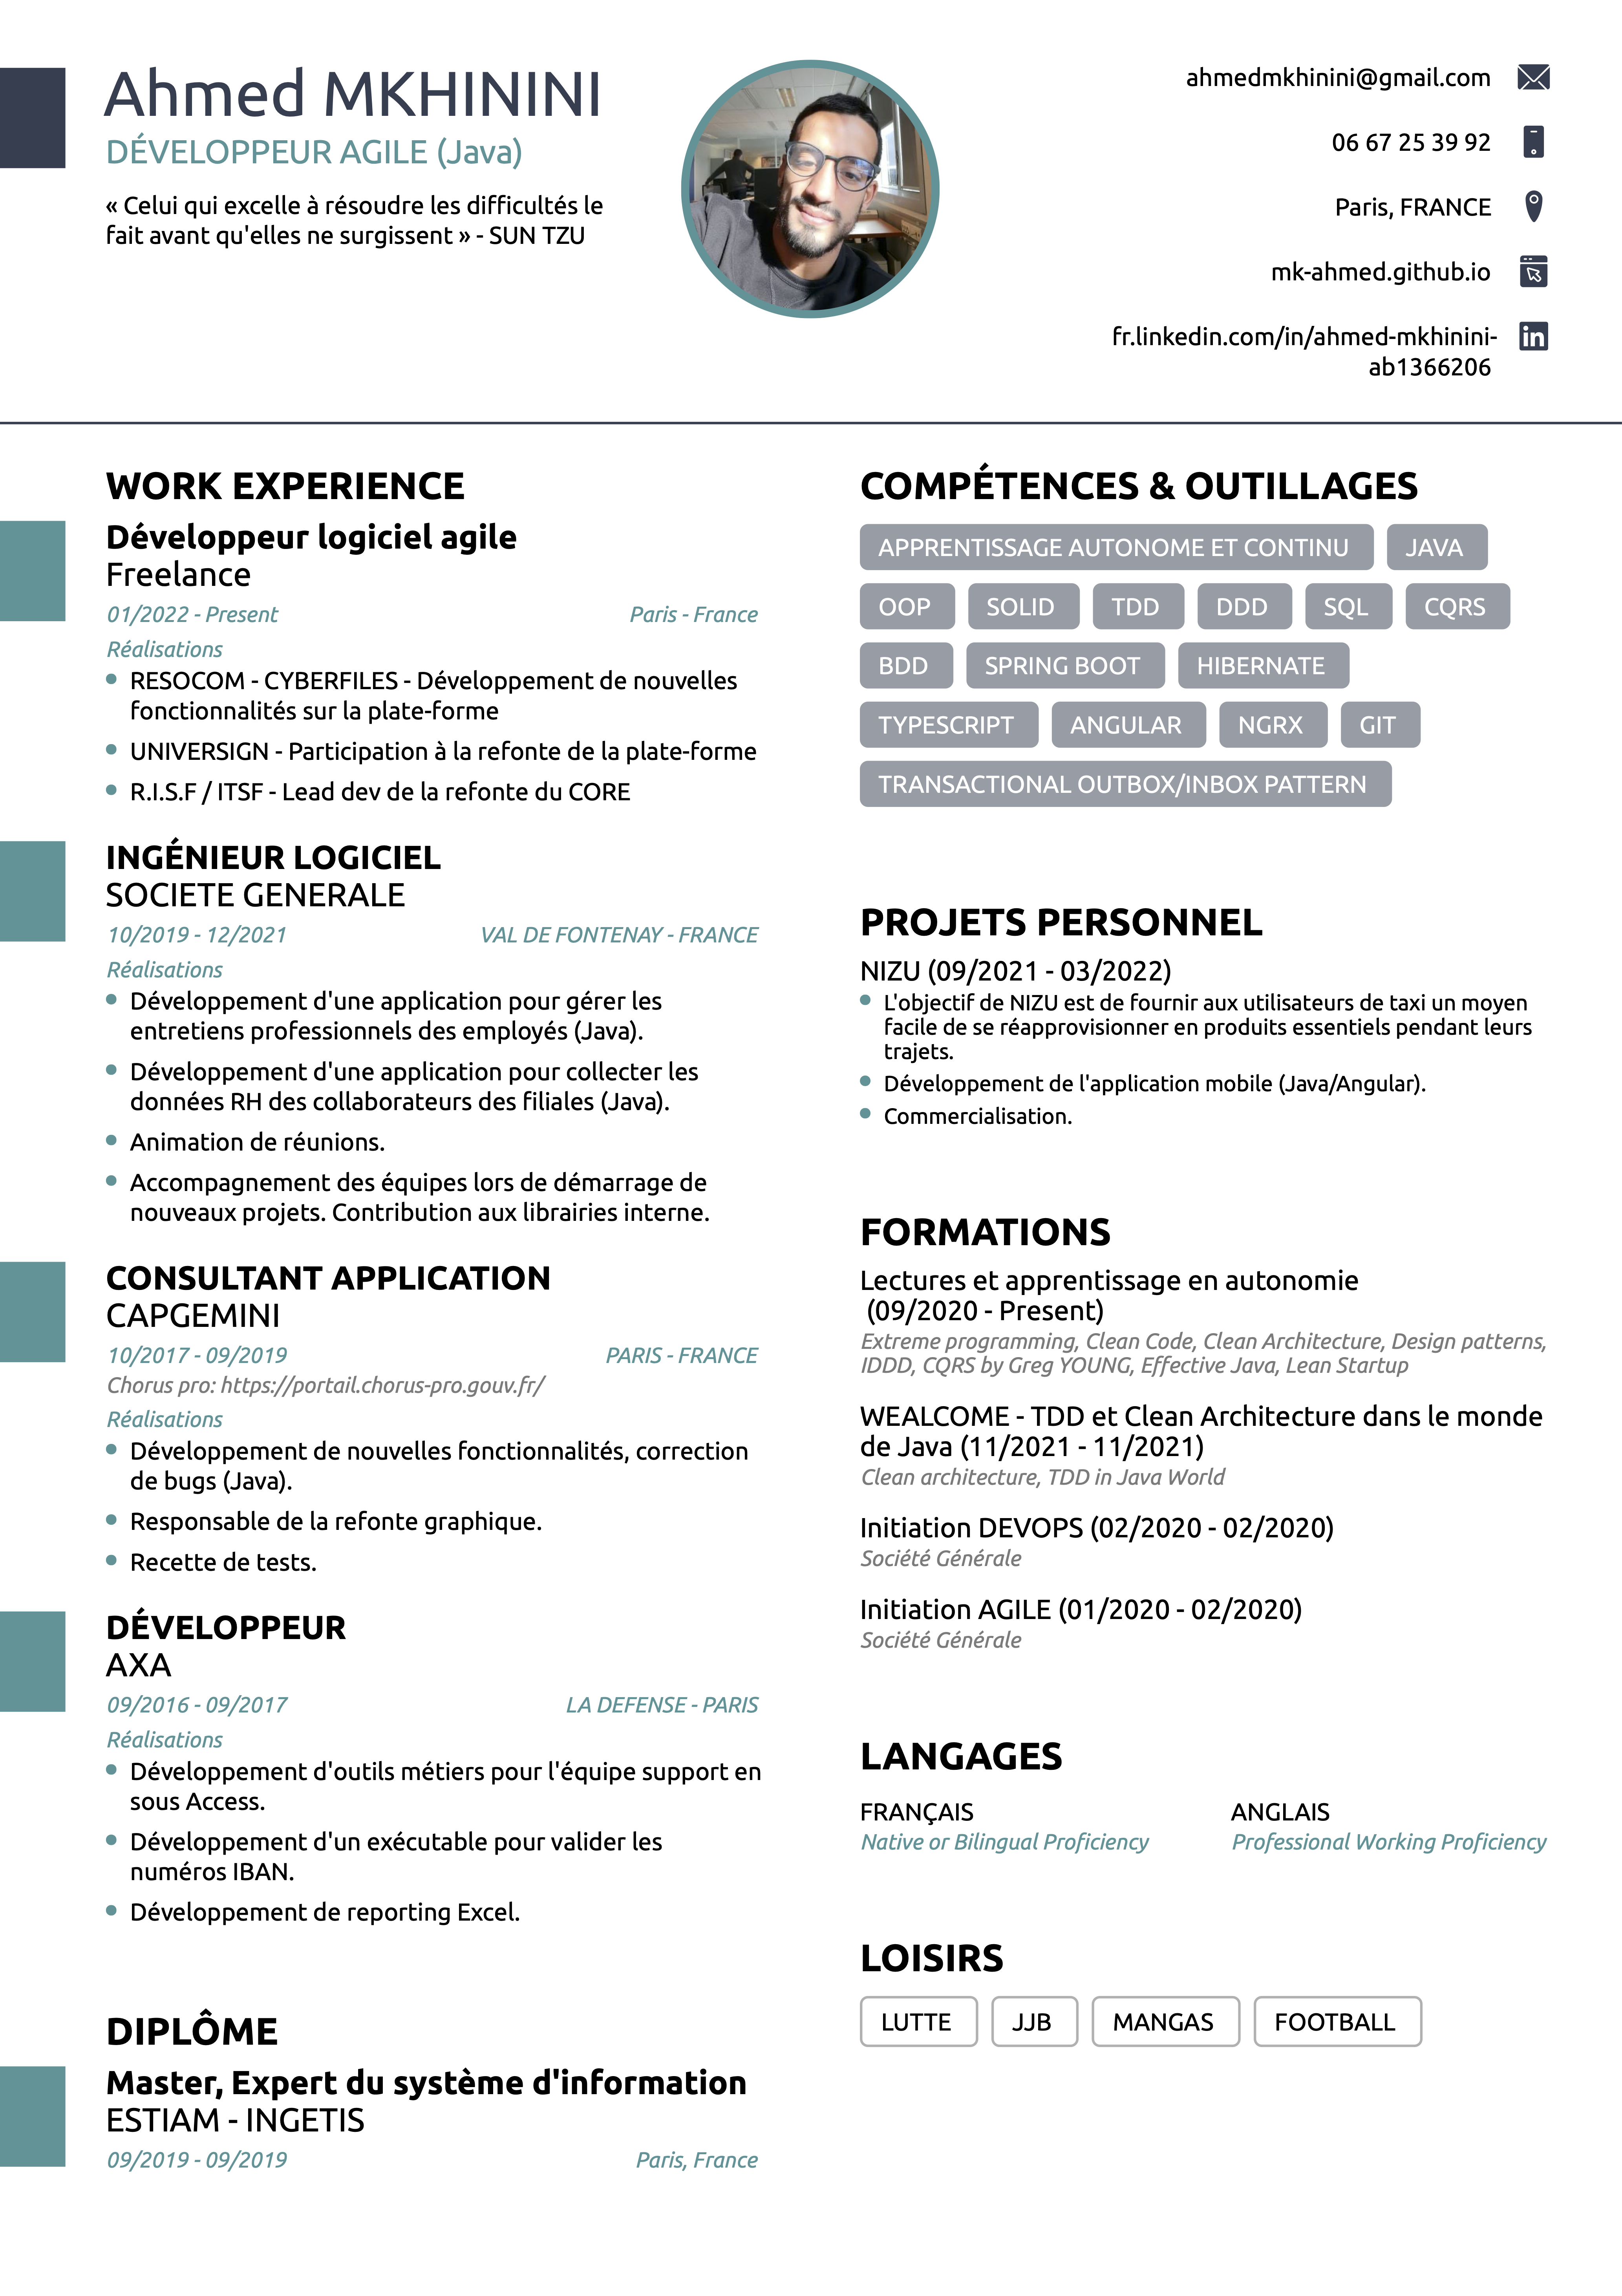 Ahmed MKHININI
DÉVELOPPEUR AGILE (Java)
« Celui qui excelle à résoudre les difficultés le
fait avant qu'elles ne surgissent » - SUN TZU
ahmedmkhinini@gmail.com
06 67 25 39 92
Paris, FRANCE
mk-ahmed.github.io
fr.linkedin.com/in/ahmed-mkhinini-
ab1366206
in
WORK EXPERIENCE
Développeur logiciel agile
Freelance
01/2022 - Present Paris - France
Réalisations
RESOCOM - CYBERFILES - Développement de nouvelles
fonctionnalités sur la plate-forme
UNIVERSIGN - Participation à la refonte de la plate-forme
R.I.S.F / ITSF - Lead dev de la refonte du CORE
INGÉNIEUR LOGICIEL
SOCIETE GENERALE
10/2019 - 12/2021 VAL DE FONTENAY - FRANCE
Réalisations
Développement d'une application pour gérer les
entretiens professionnels des employés (Java).
Développement d'une application pour collecter les
données RH des collaborateurs des filiales (Java).
Animation de réunions.
Accompagnement des équipes lors de démarrage de
nouveaux projets. Contribution aux librairies interne.
CONSULTANT APPLICATION
CAPGEMINI
10/2017 - 09/2019 PARIS - FRANCE
Chorus pro: https://portail.chorus-pro.gouv.fr/
Réalisations
Développement de nouvelles fonctionnalités, correction
de bugs (Java).
Responsable de la refonte graphique.
Recette de tests.
DÉVELOPPEUR
AXA
09/2016 - 09/2017 LA DEFENSE - PARIS
Réalisations
Développement d'outils métiers pour l'équipe support en
sous Access.
Développement d'un exécutable pour valider les
numéros IBAN.
Développement de reporting Excel.
DIPLÔME
Master, Expert du système d'information
ESTIAM - INGETIS
09/2019 - 09/2019 Paris, France
COMPÉTENCES & OUTILLAGES
APPRENTISSAGE AUTONOME ET CONTINU JAVA
OOP SOLID TDD DDD SQL CQRS
BDD SPRING BOOT HIBERNATE
TYPESCRIPT ANGULAR NGRX GIT
TRANSACTIONAL OUTBOX/INBOX PATTERN
PROJETS PERSONNEL
NIZU (09/2021 - 03/2022)
L'objectif de NIZU est de fournir aux utilisateurs de taxi un moyen
facile de se réapprovisionner en produits essentiels pendant leurs
trajets.
Développement de l'application mobile (Java/Angular).
Commercialisation.
FORMATIONS
Lectures et apprentissage en autonomie
(09/2020 - Present)
Extreme programming, Clean Code, Clean Architecture, Design patterns,
IDDD, CQRS by Greg YOUNG, Effective Java, Lean Startup
WEALCOME - TDD et Clean Architecture dans le monde
de Java (11/2021 - 11/2021)
Clean architecture, TDD in Java World
Initiation DEVOPS (02/2020 - 02/2020)
Société Générale
Initiation AGILE (01/2020 - 02/2020)
Société Générale
LANGAGES
FRANÇAIS ANGLAIS
Native or Bilingual Proficiency Professional Working Proficiency
LOISIRS
LUTTE JJB MANGAS FOOTBALL